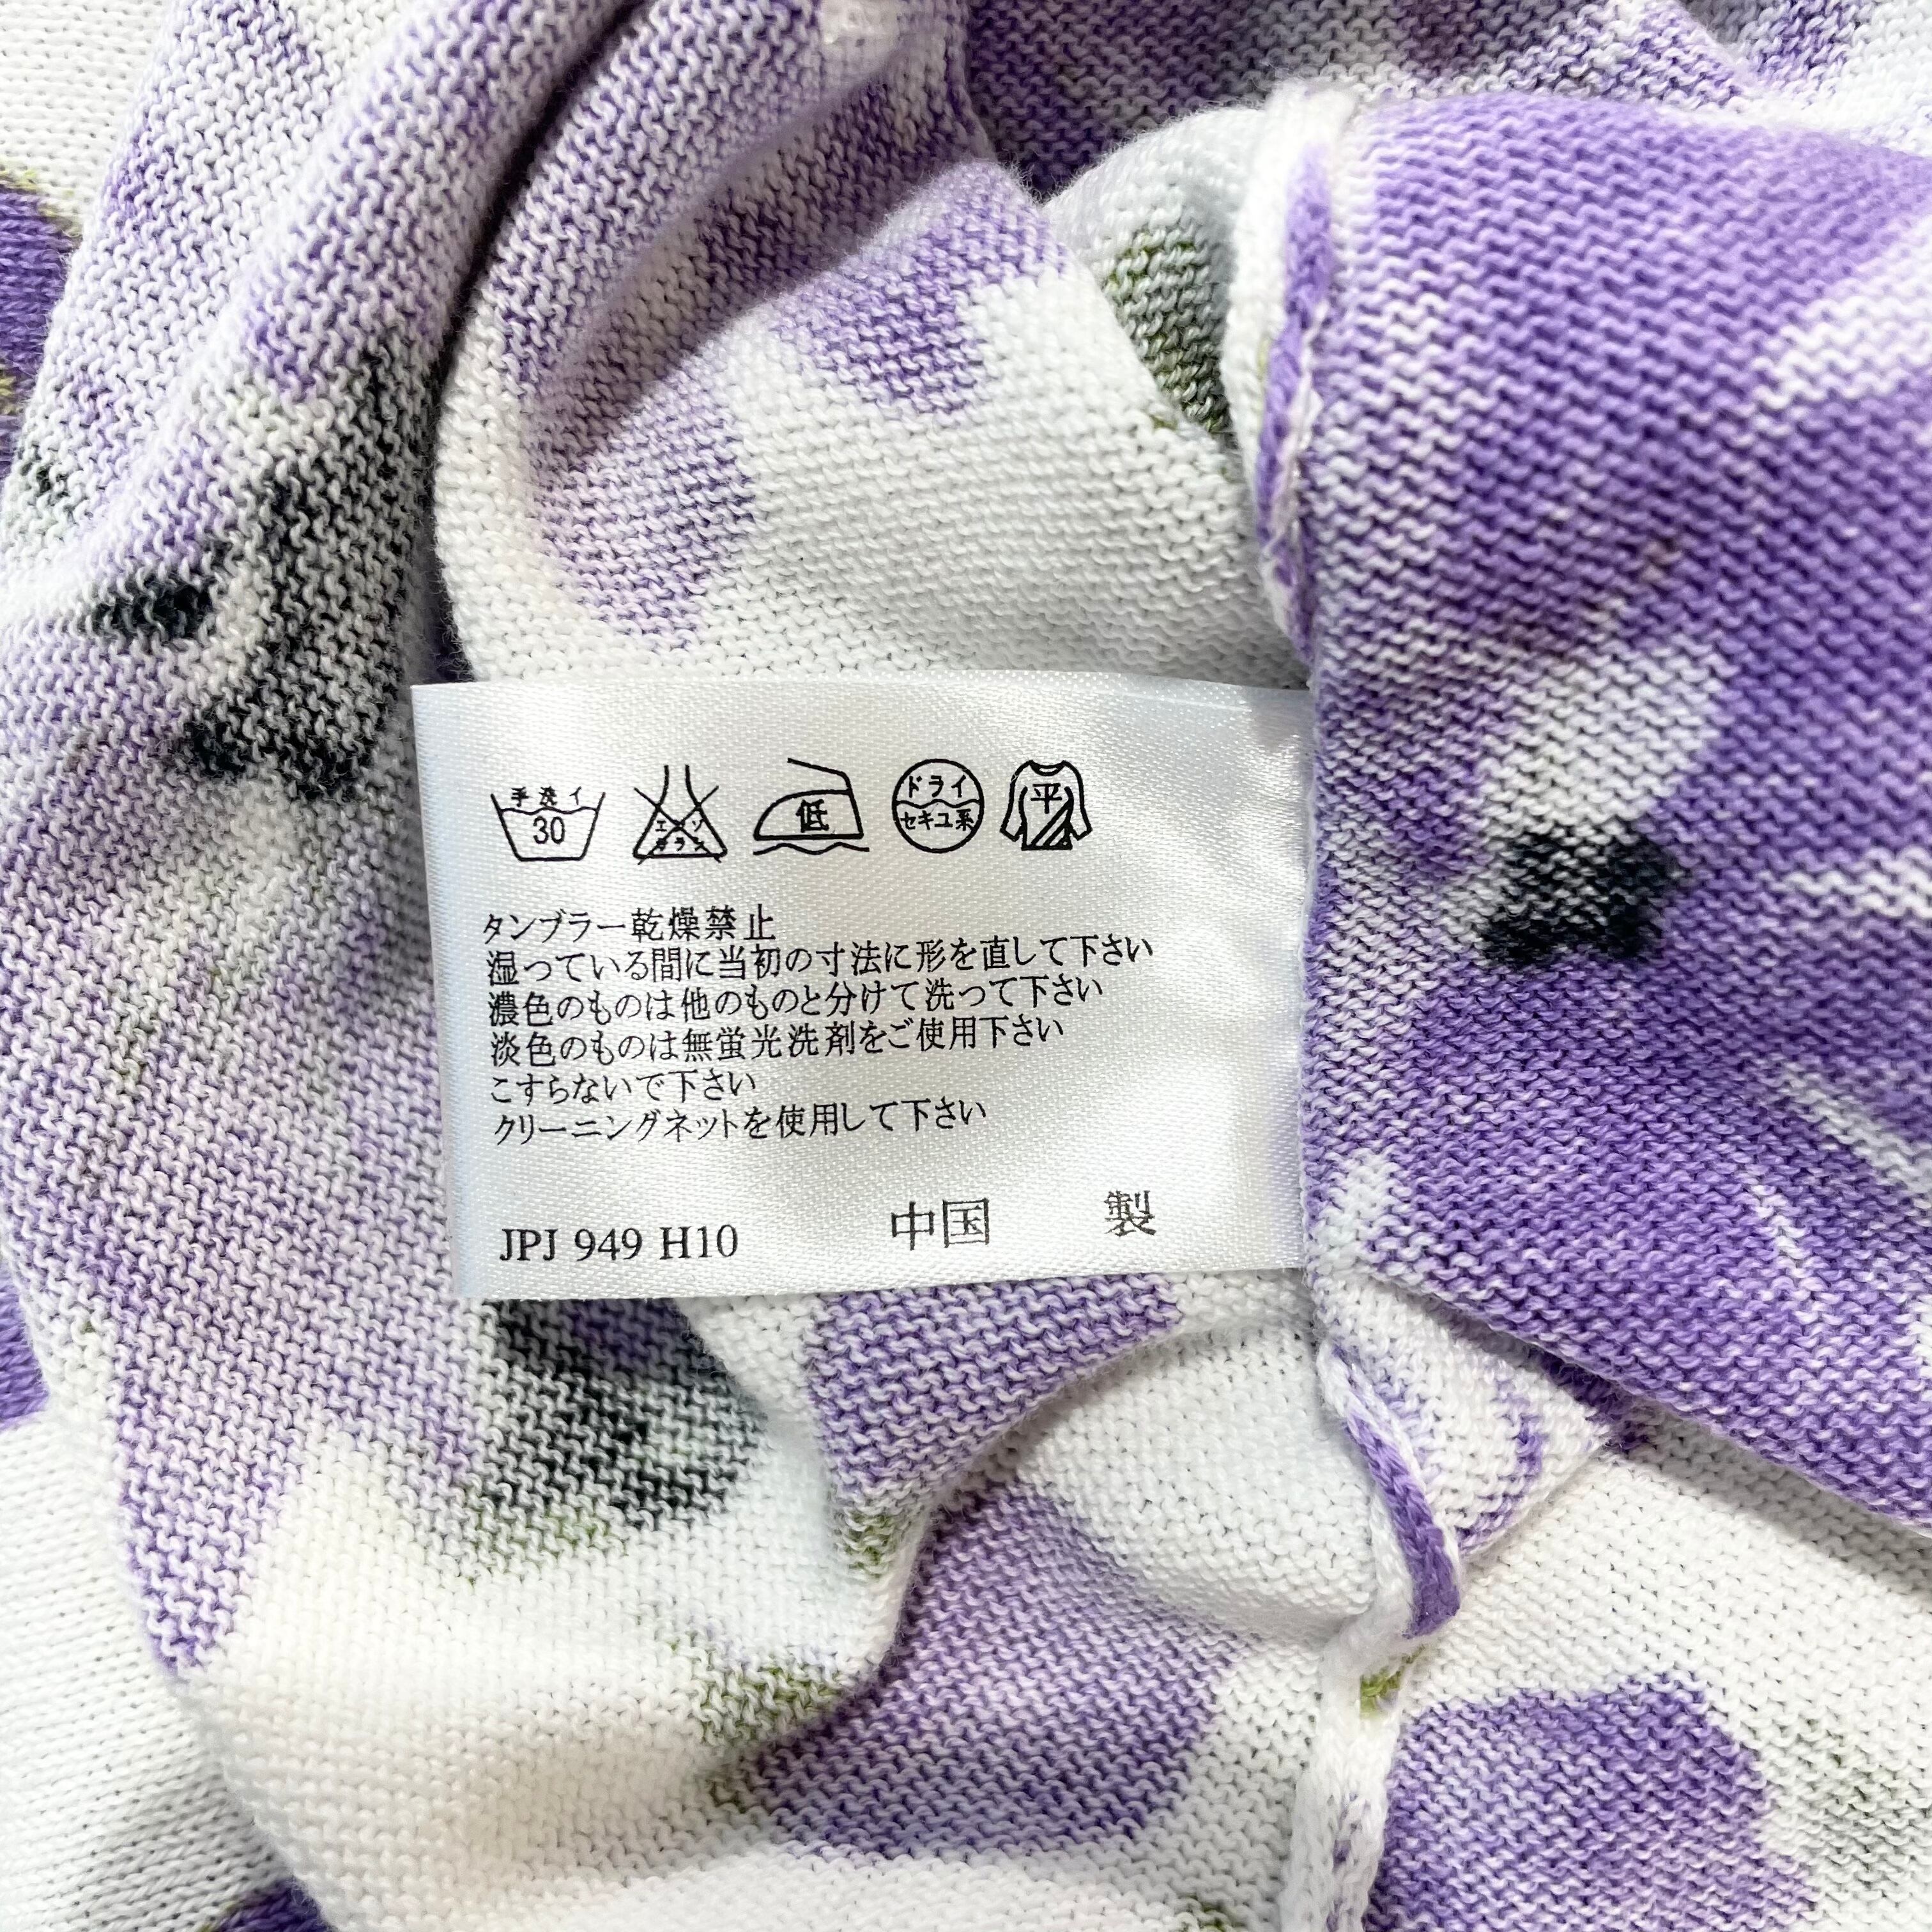 手洗イ
30
エンソ
サラシ
低
ドライ
セキユ系
平
タンブラー乾燥禁止
湿っている間に当初の寸法に形を直して下さい
濃色のものは他のものと分けて洗って下さい
淡色のものは無蛍光洗剤をご使用下さい
こすらないで下さい
クリーニングネットを使用して下さい
JPJ 949 H10 中国 製